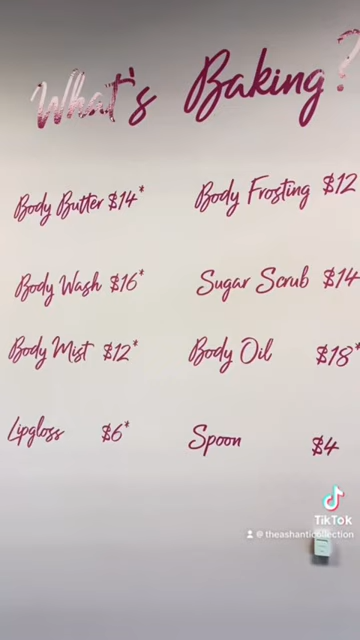 What's Baking?
Body Butter $14*
Body Frosting $12
Body Wash $16*
Sugar Scrub $14
Body Mist $12*
Body Oil $18*
Lipgloss $6*
Spoon $4
TikTok
@ theashanticollection